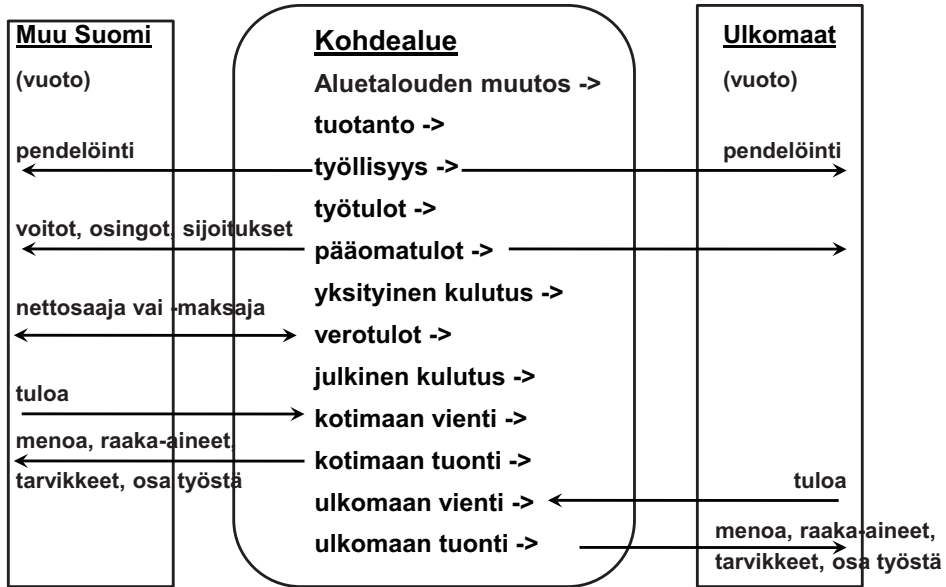 Muu Suomi
(vuoto)
pendelöinti
voitot, osingot, sijoitukset
nettosaaja vai -maksaja
tuloa
menoa, raaka-aineet,
tarvikkeet, osa työstä
Kohdealue
Aluetalouden muutos ->
tuotanto ->
työllisyys ->
työtulot ->
pääomatulot ->
yksityinen kulutus ->
verotulot ->
julkinen kulutus ->
kotimaan vienti ->
kotimaan tuonti ->
ulkomaan vienti ->
ulkomaan tuonti ->
Ulkomaat
(vuoto)
pendelöinti
tuloa
menoa, raaka-aineet,
tarvikkeet, osa työstä